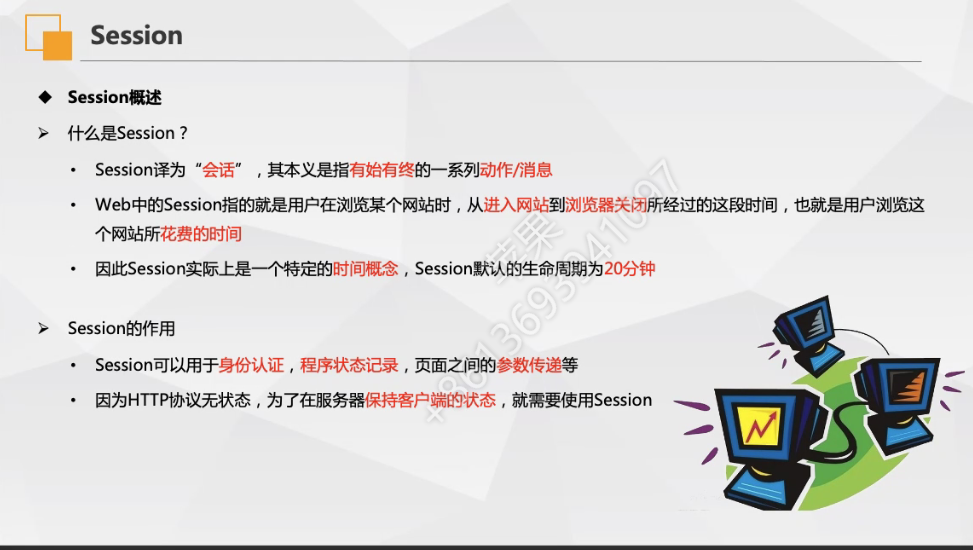 Session
Session概述
什么是Session？
Session译为“会话”，其本义是指有始有终的一系列动作/消息
Web中的Session指的就是用户在浏览某个网站时，从进入网站到浏览器关闭所经过的这段时间，也就是用户浏览这
个网站所花费的时间
因此Session实际上是一个特定的时间概念，Session默认的生命周期为20分钟
Session的作用
Session可以用于身份认证，程序状态记录，页面之间的参数传递等
因为HTTP协议无状态，为了在服务器保持客户端的状态，就需要使用Session
苹果
+8613693941097